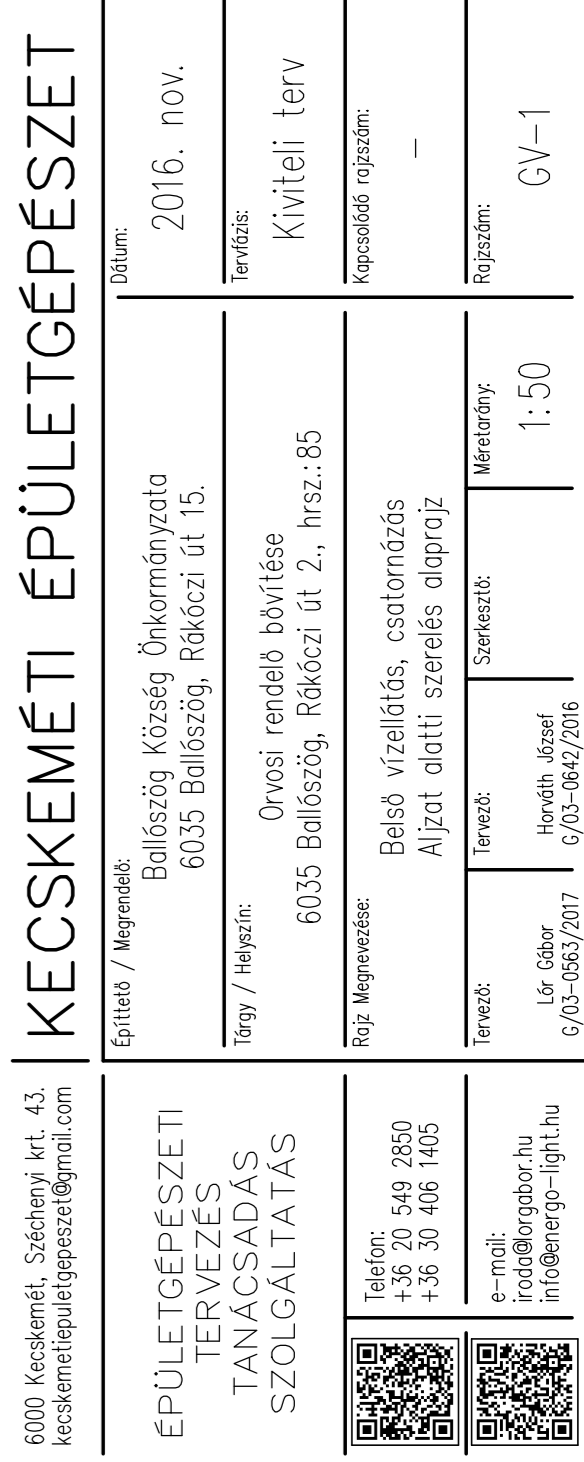 6000 Kecskemét, Széchenyi krt. 43.
kecskemetiepuletgepeszet@gmail.com
KECSKEMÉTI ÉPÜLETGÉPÉSZET
ÉPÜLETGÉPÉSZETI
TERVEZÉS
TANÁCSADÁS
SZOLGÁLTATÁS
Építtető / Megrendelő:
Ballószög Község Önkormányzata
6035 Ballószög, Rákóczi út 15.
Dátum:
2016. nov.
Tárgy / Helyszín:
Orvosi rendelő bővítése
6035 Ballószög, Rákóczi út 2., hrsz.:85
Tervfázis:
Kiviteli terv
Telefon:
+36 20 549 2850
+36 30 406 1405
Rajz Megnevezése:
Belső vízellátás, csatornázás
Aljzat alatti szerelés alaprajz
Kapcsolódó rajzszám:
–
e-mail:
iroda@lorgabor.hu
info@energo-light.hu
Tervező:
Lór Gábor
G/03-0563/2017
Tervező:
Horváth József
G/03-0642/2016
Szerkesztő:
Méretarány:
1:50
Rajzszám:
GV-1